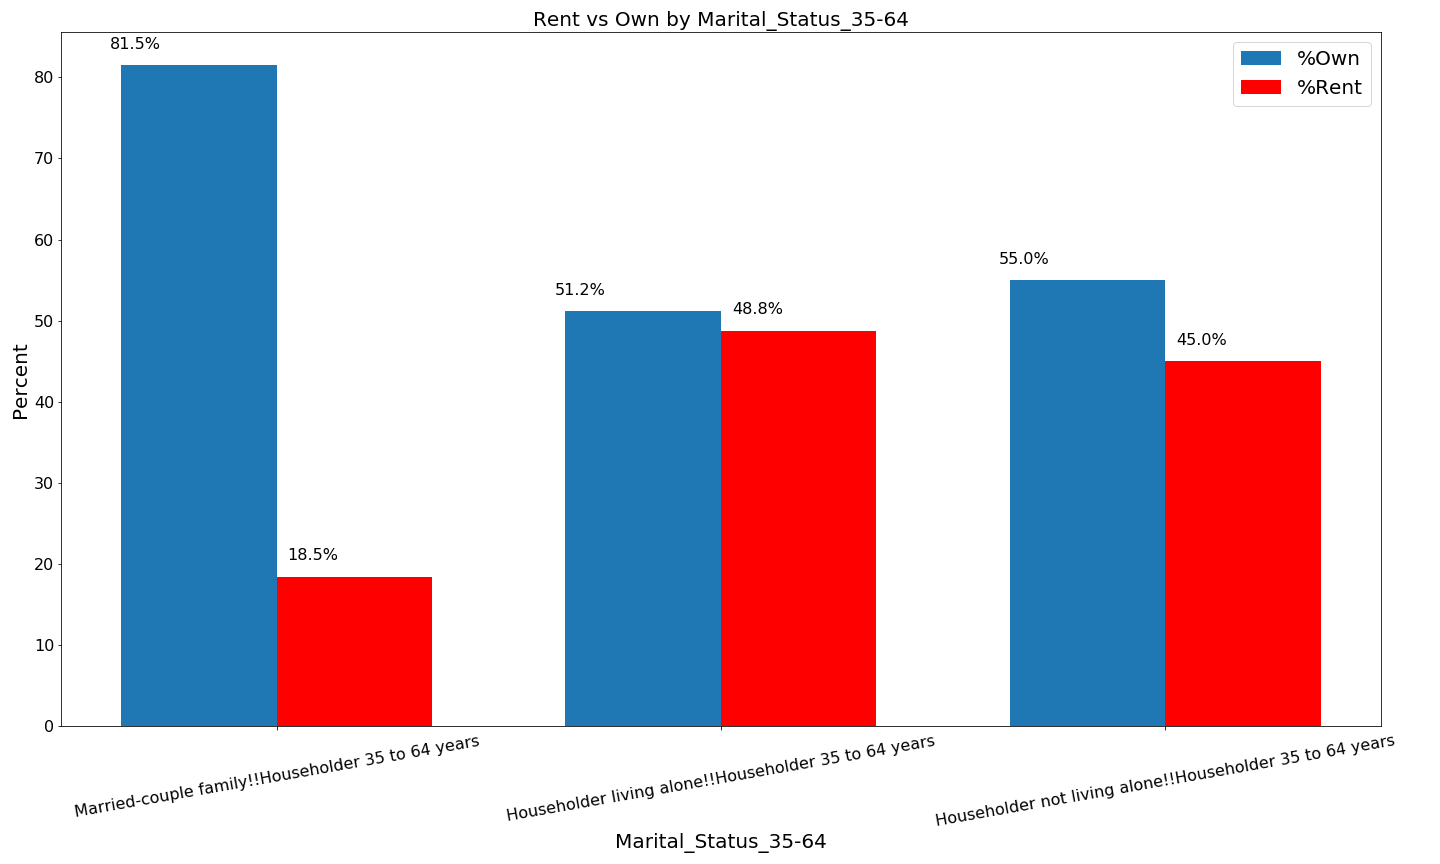 Rent vs Own by Marital_Status_35-64
81.5%
%Own
%Rent
80
70
60
50
40
30
20
10
0
Percent
18.5%
51.2%
48.8%
55.0%
45.0%
Married-couple family!!Householder 35 to 64 years
Householder living alone!!Householder 35 to 64 years
Householder not living alone!!Householder 35 to 64 years
Marital_Status_35-64